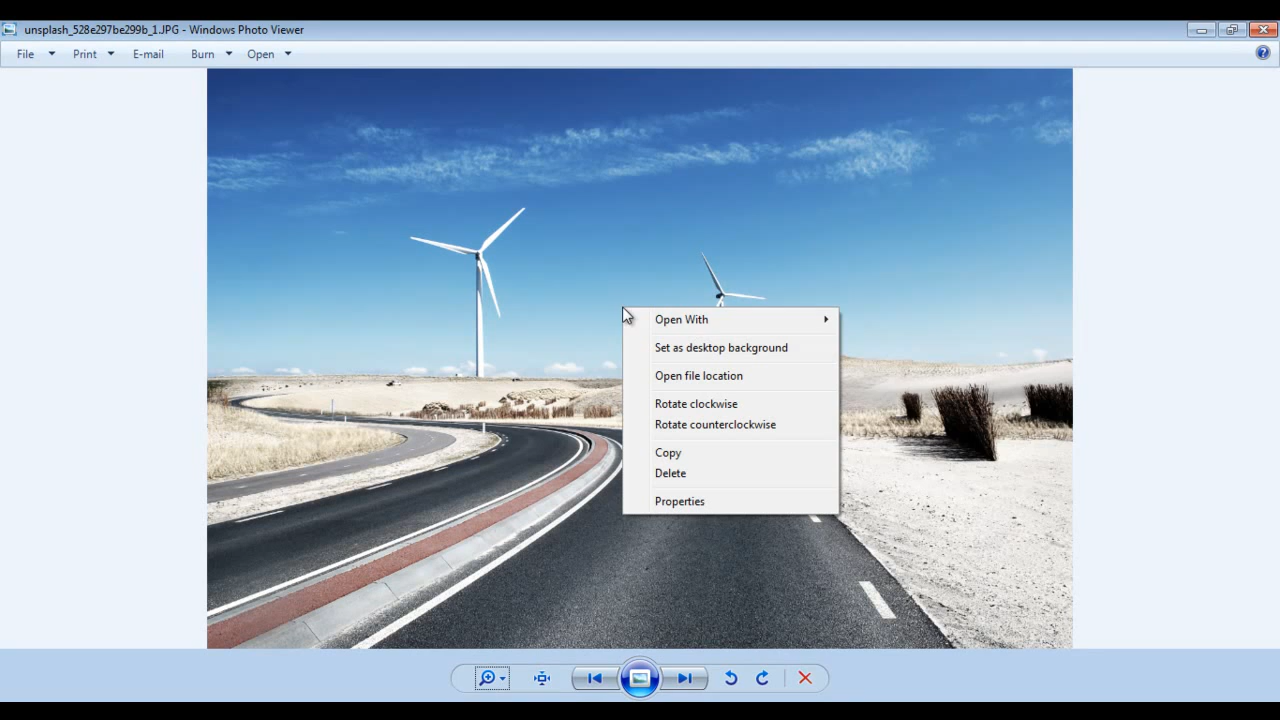 unsplash_528e297be299b_1.JPG - Windows Photo Viewer
File Print E-mail Burn Open
Open With
Set as desktop background
Open file location
Rotate clockwise
Rotate counterclockwise
Copy
Delete
Properties